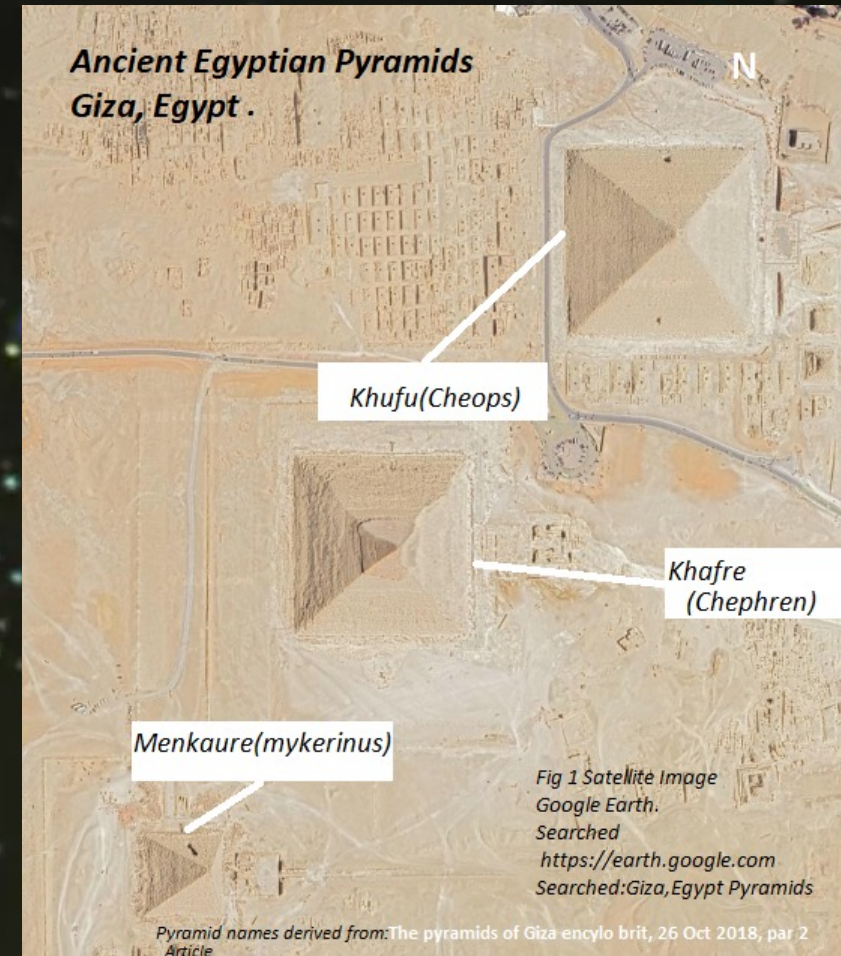 Ancient Egyptian Pyramids
Giza, Egypt .
N
Khufu(Cheops)
Khafre
(Chephren)
Menkaure(mykerinus)
Fig 1 Satellite Image
Google Earth.
Searched
https://earth.google.com
Searched:Giza,Egypt Pyramids
Pyramid names derived from:The pyramids of Giza encylo brit, 26 Oct 2018, par 2
Article